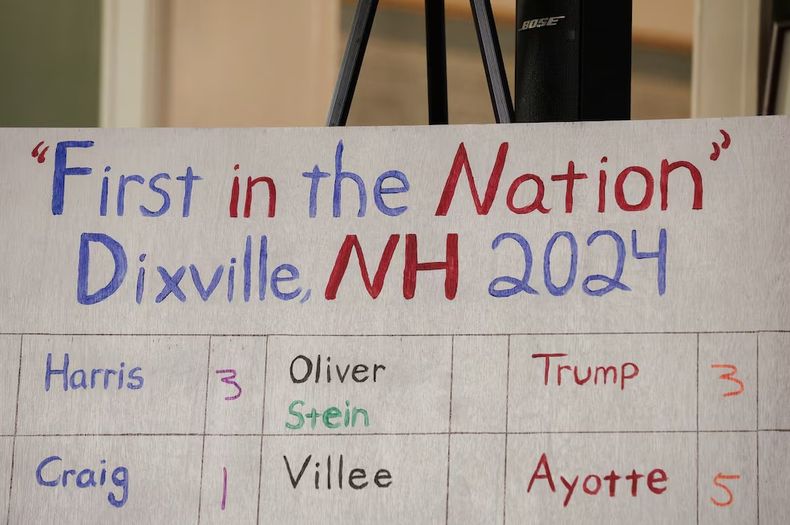 BOSE
"First in the Nation"
Dixville, NH 2024
Harris 3 Oliver Trump 3
Stein
Craig 1 Villee Ayotte 5